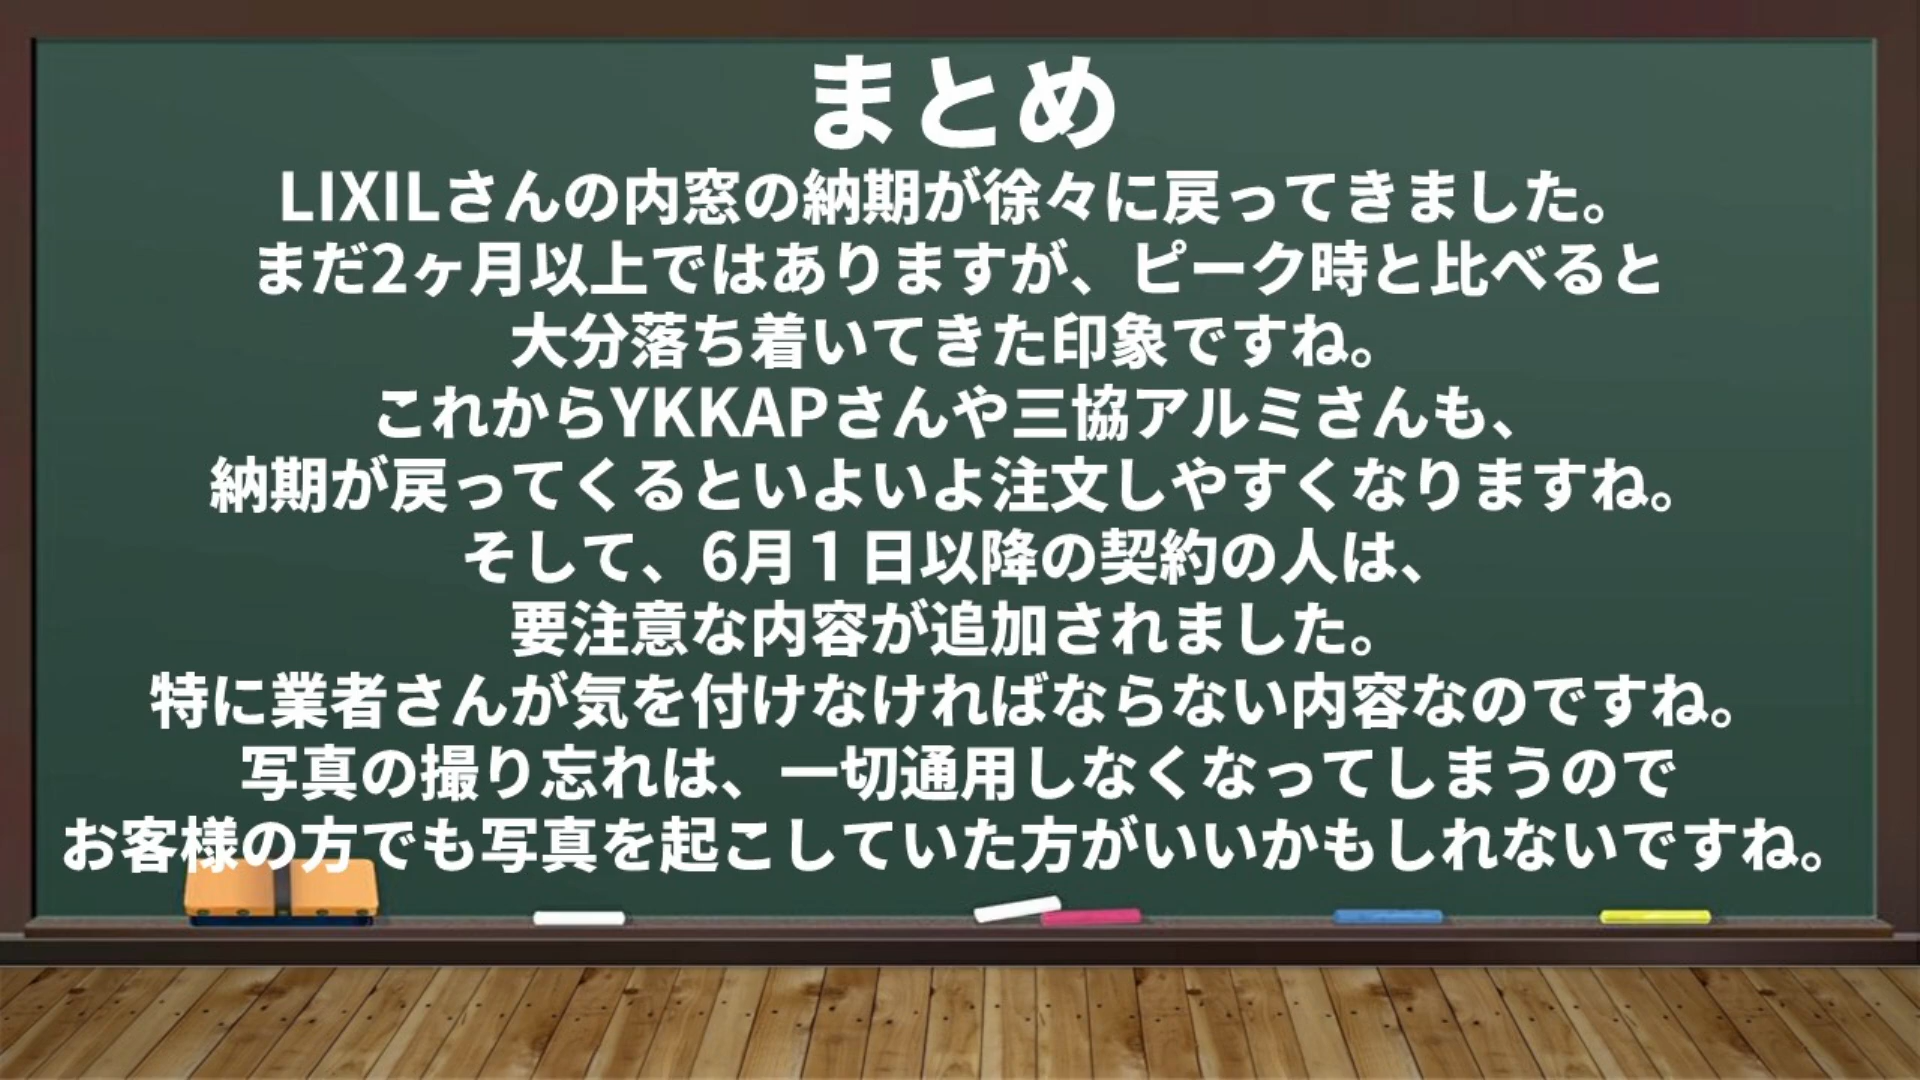 まとめ
LIXILさんの内窓の納期が徐々に戻ってきました。
まだ2ヶ月以上ではありますが、ピーク時と比べると
大分落ち着いてきた印象ですね。
これからYKKAPさんや三協アルミさんも、
納期が戻ってくるといよいよ注文しやすくなりますね。
そして、6月１日以降の契約の人は、
要注意な内容が追加されました。
特に業者さんが気を付けなければならない内容なのですね。
写真の撮り忘れは、一切通用しなくなってしまうので
お客様の方でも写真を起こしていた方がいいかもしれないですね。